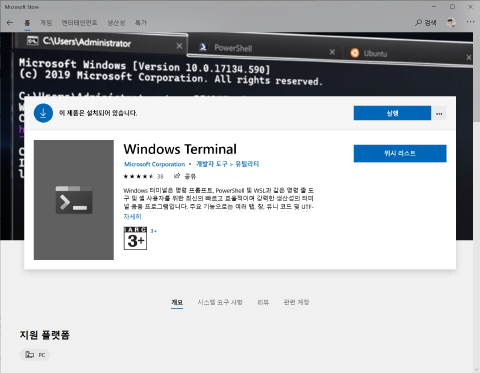 Microsoft Store
홈 게임 엔터테인먼트 생산성 특가
검색
C:\Users\Administrator
PowerShell
Ubuntu
Microsoft Windows [Version 10.0.17134.590]
(c) 2019 Microsoft Corporation. All rights reserved.
이 제품은 설치되어 있습니다.
실행
Windows Terminal
위시 리스트
Microsoft Corporation • 개발자 도구 > 유틸리티
38 공유
Windows 터미널은 명령 프롬프트, PowerShell 및 WSL과 같은 명령 줄 도
구 및 셸 사용자를 위한 최신의 빠르고 효율적이며 강력한 생산성의 터미
널 응용 프로그램입니다. 주요 기능으로는 여러 탭, 창, 유니 코드 및 UTF-
자세히
IARC
3+
3+
개요 시스템 요구 사항 리뷰 관련 계정
지원 플랫폼
PC